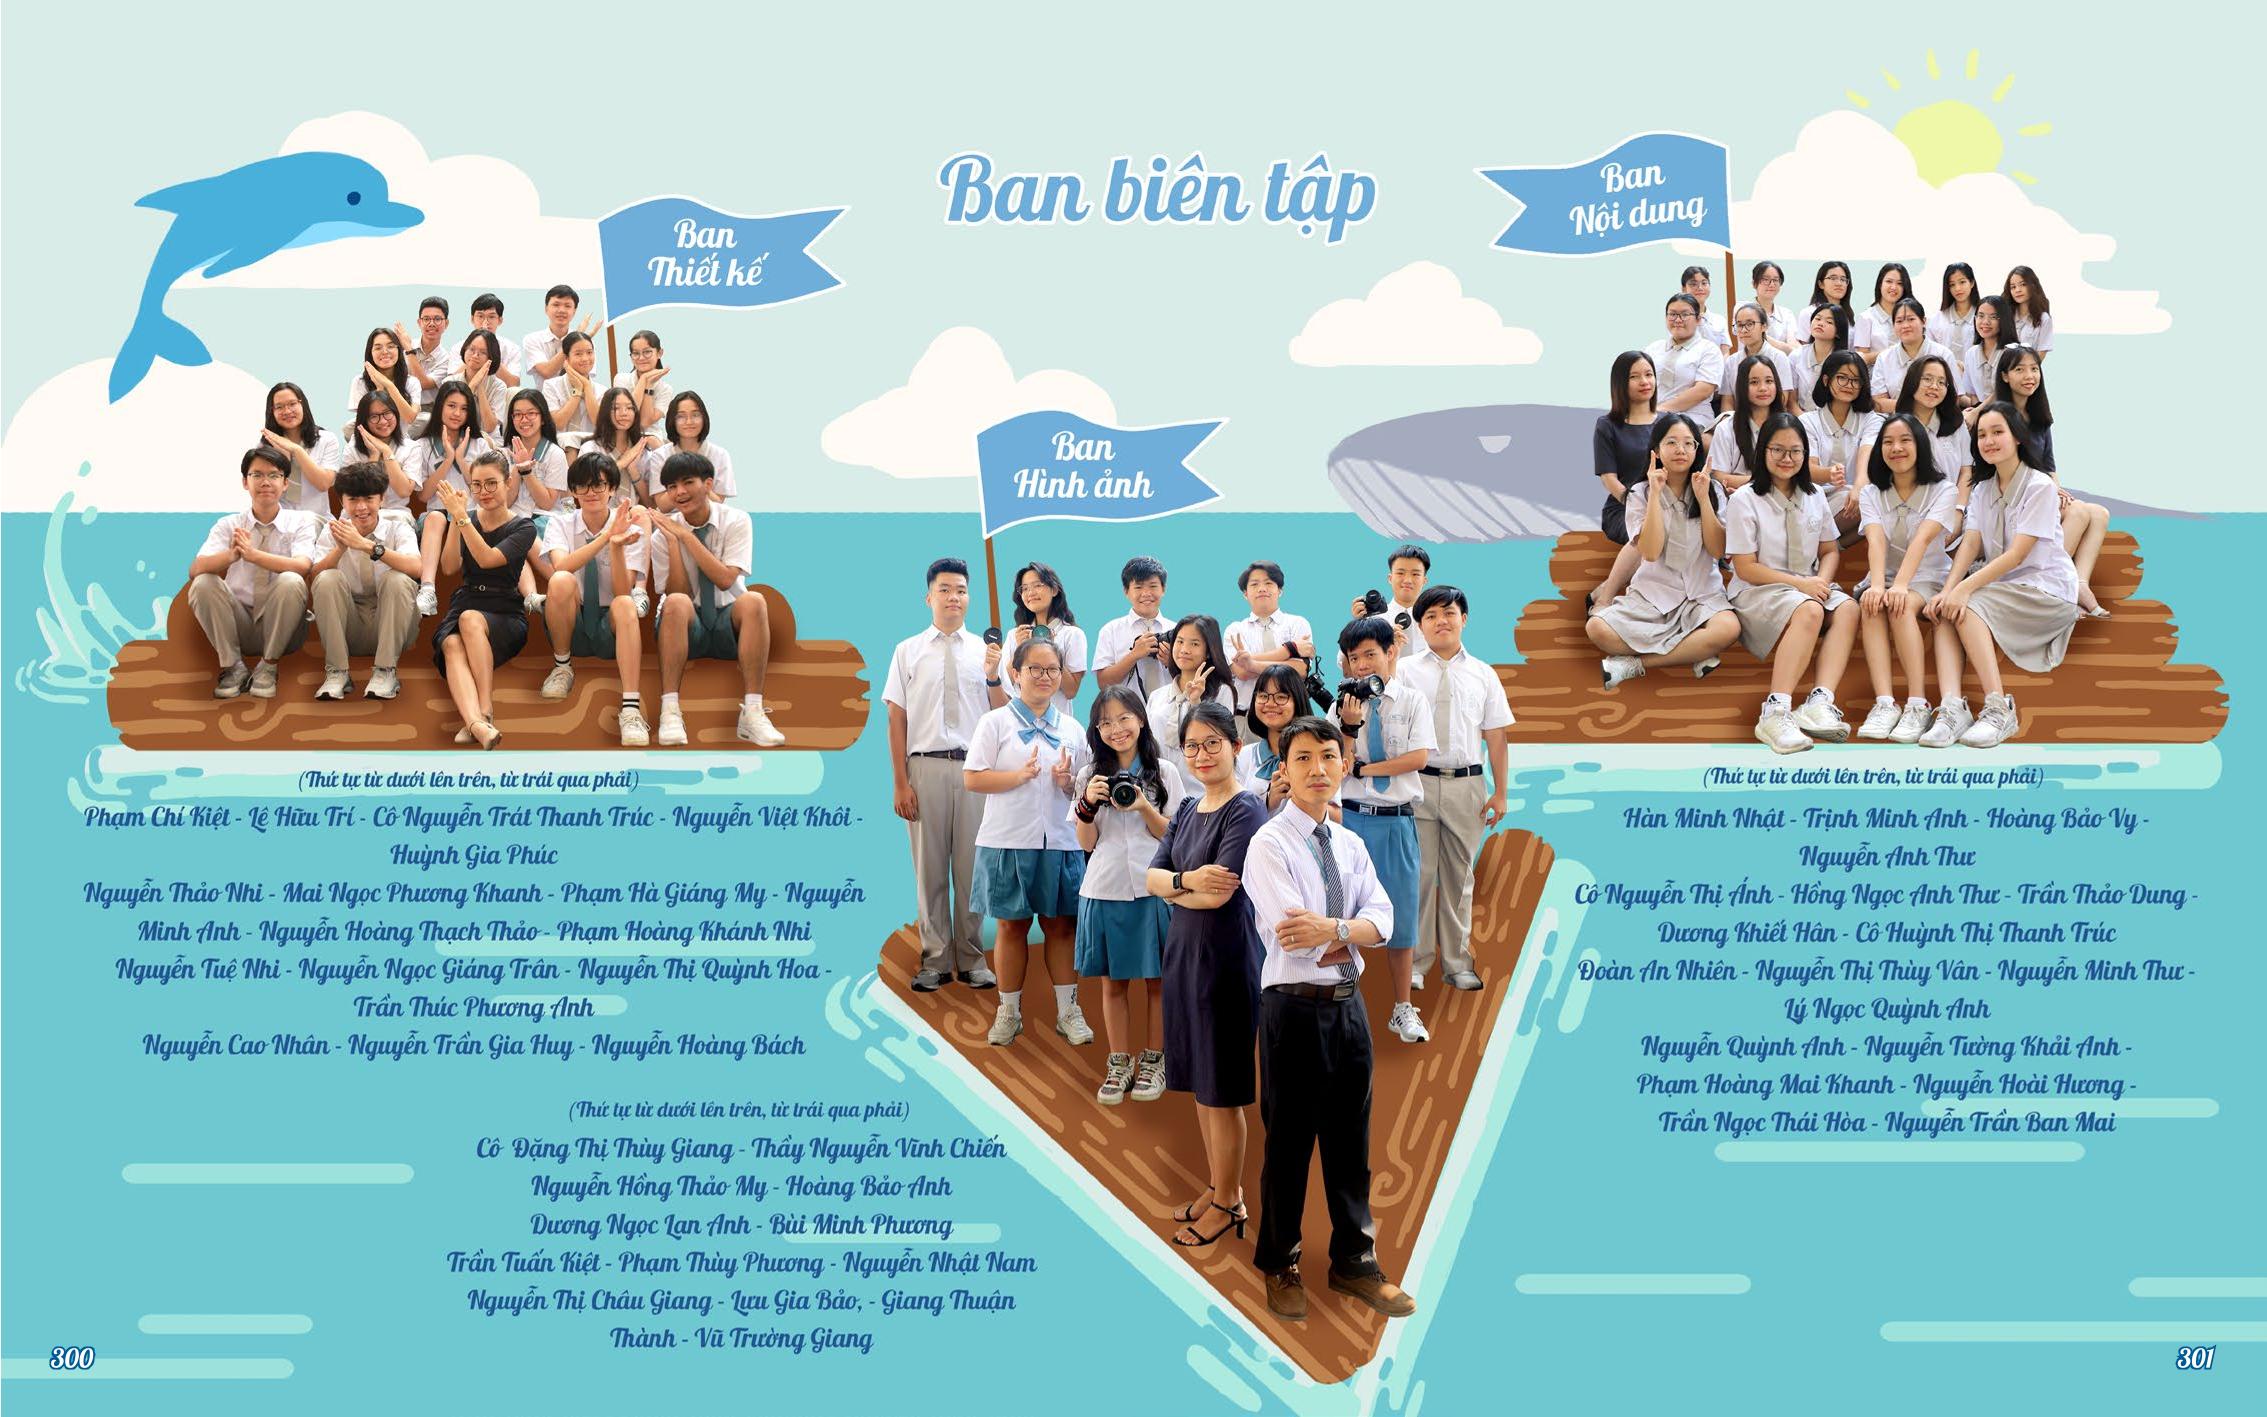 Ban biên tập
Ban
Thiết kế
Ban
Nội dung
Ban
Hình ảnh
(Thứ tự từ dưới lên trên, từ trái qua phải)
Phạm Chí Kiệt - Lê Hữu Trí - Cô Nguyễn Trát Thanh Trúc - Nguyễn Việt Khôi -
Huỳnh Gia Phúc
Nguyễn Thảo Nhi - Mai Ngọc Phương Khanh - Phạm Hà Giáng My - Nguyễn
Minh Anh - Nguyễn Hoàng Thạch Thảo - Phạm Hoàng Khánh Nhi
Nguyễn Tuệ Nhi - Nguyễn Ngọc Giáng Trân - Nguyễn Thị Quỳnh Hoa -
Trần Thúc Phương Anh
Nguyễn Cao Nhân - Nguyễn Trần Gia Huy - Nguyễn Hoàng Bách
(Thứ tự từ dưới lên trên, từ trái qua phải)
Cô Đặng Thị Thùy Giang - Thầy Nguyễn Vĩnh Chiến
Nguyễn Hồng Thảo My - Hoàng Bảo Anh
Dương Ngọc Lan Anh - Bùi Minh Phương
Trần Tuấn Kiệt - Phạm Thùy Phương - Nguyễn Nhật Nam
Nguyễn Thị Châu Giang - Lưu Gia Bảo, - Giang Thuận
Thành - Vũ Trường Giang
(Thứ tự từ dưới lên trên, từ trái qua phải)
Hàn Minh Nhật - Trịnh Minh Anh - Hoàng Bảo Vy -
Nguyễn Anh Thư
Cô Nguyễn Thị Ánh - Hồng Ngọc Anh Thư - Trần Thảo Dung -
Dương Khiết Hân - Cô Huỳnh Thị Thanh Trúc
Đoàn An Nhiên - Nguyễn Thị Thùy Vân - Nguyễn Minh Thư -
Lý Ngọc Quỳnh Anh
Nguyễn Quỳnh Anh - Nguyễn Tường Khải Anh -
Phạm Hoàng Mai Khanh - Nguyễn Hoài Hương -
Trần Ngọc Thái Hòa - Nguyễn Trần Ban Mai
300
301